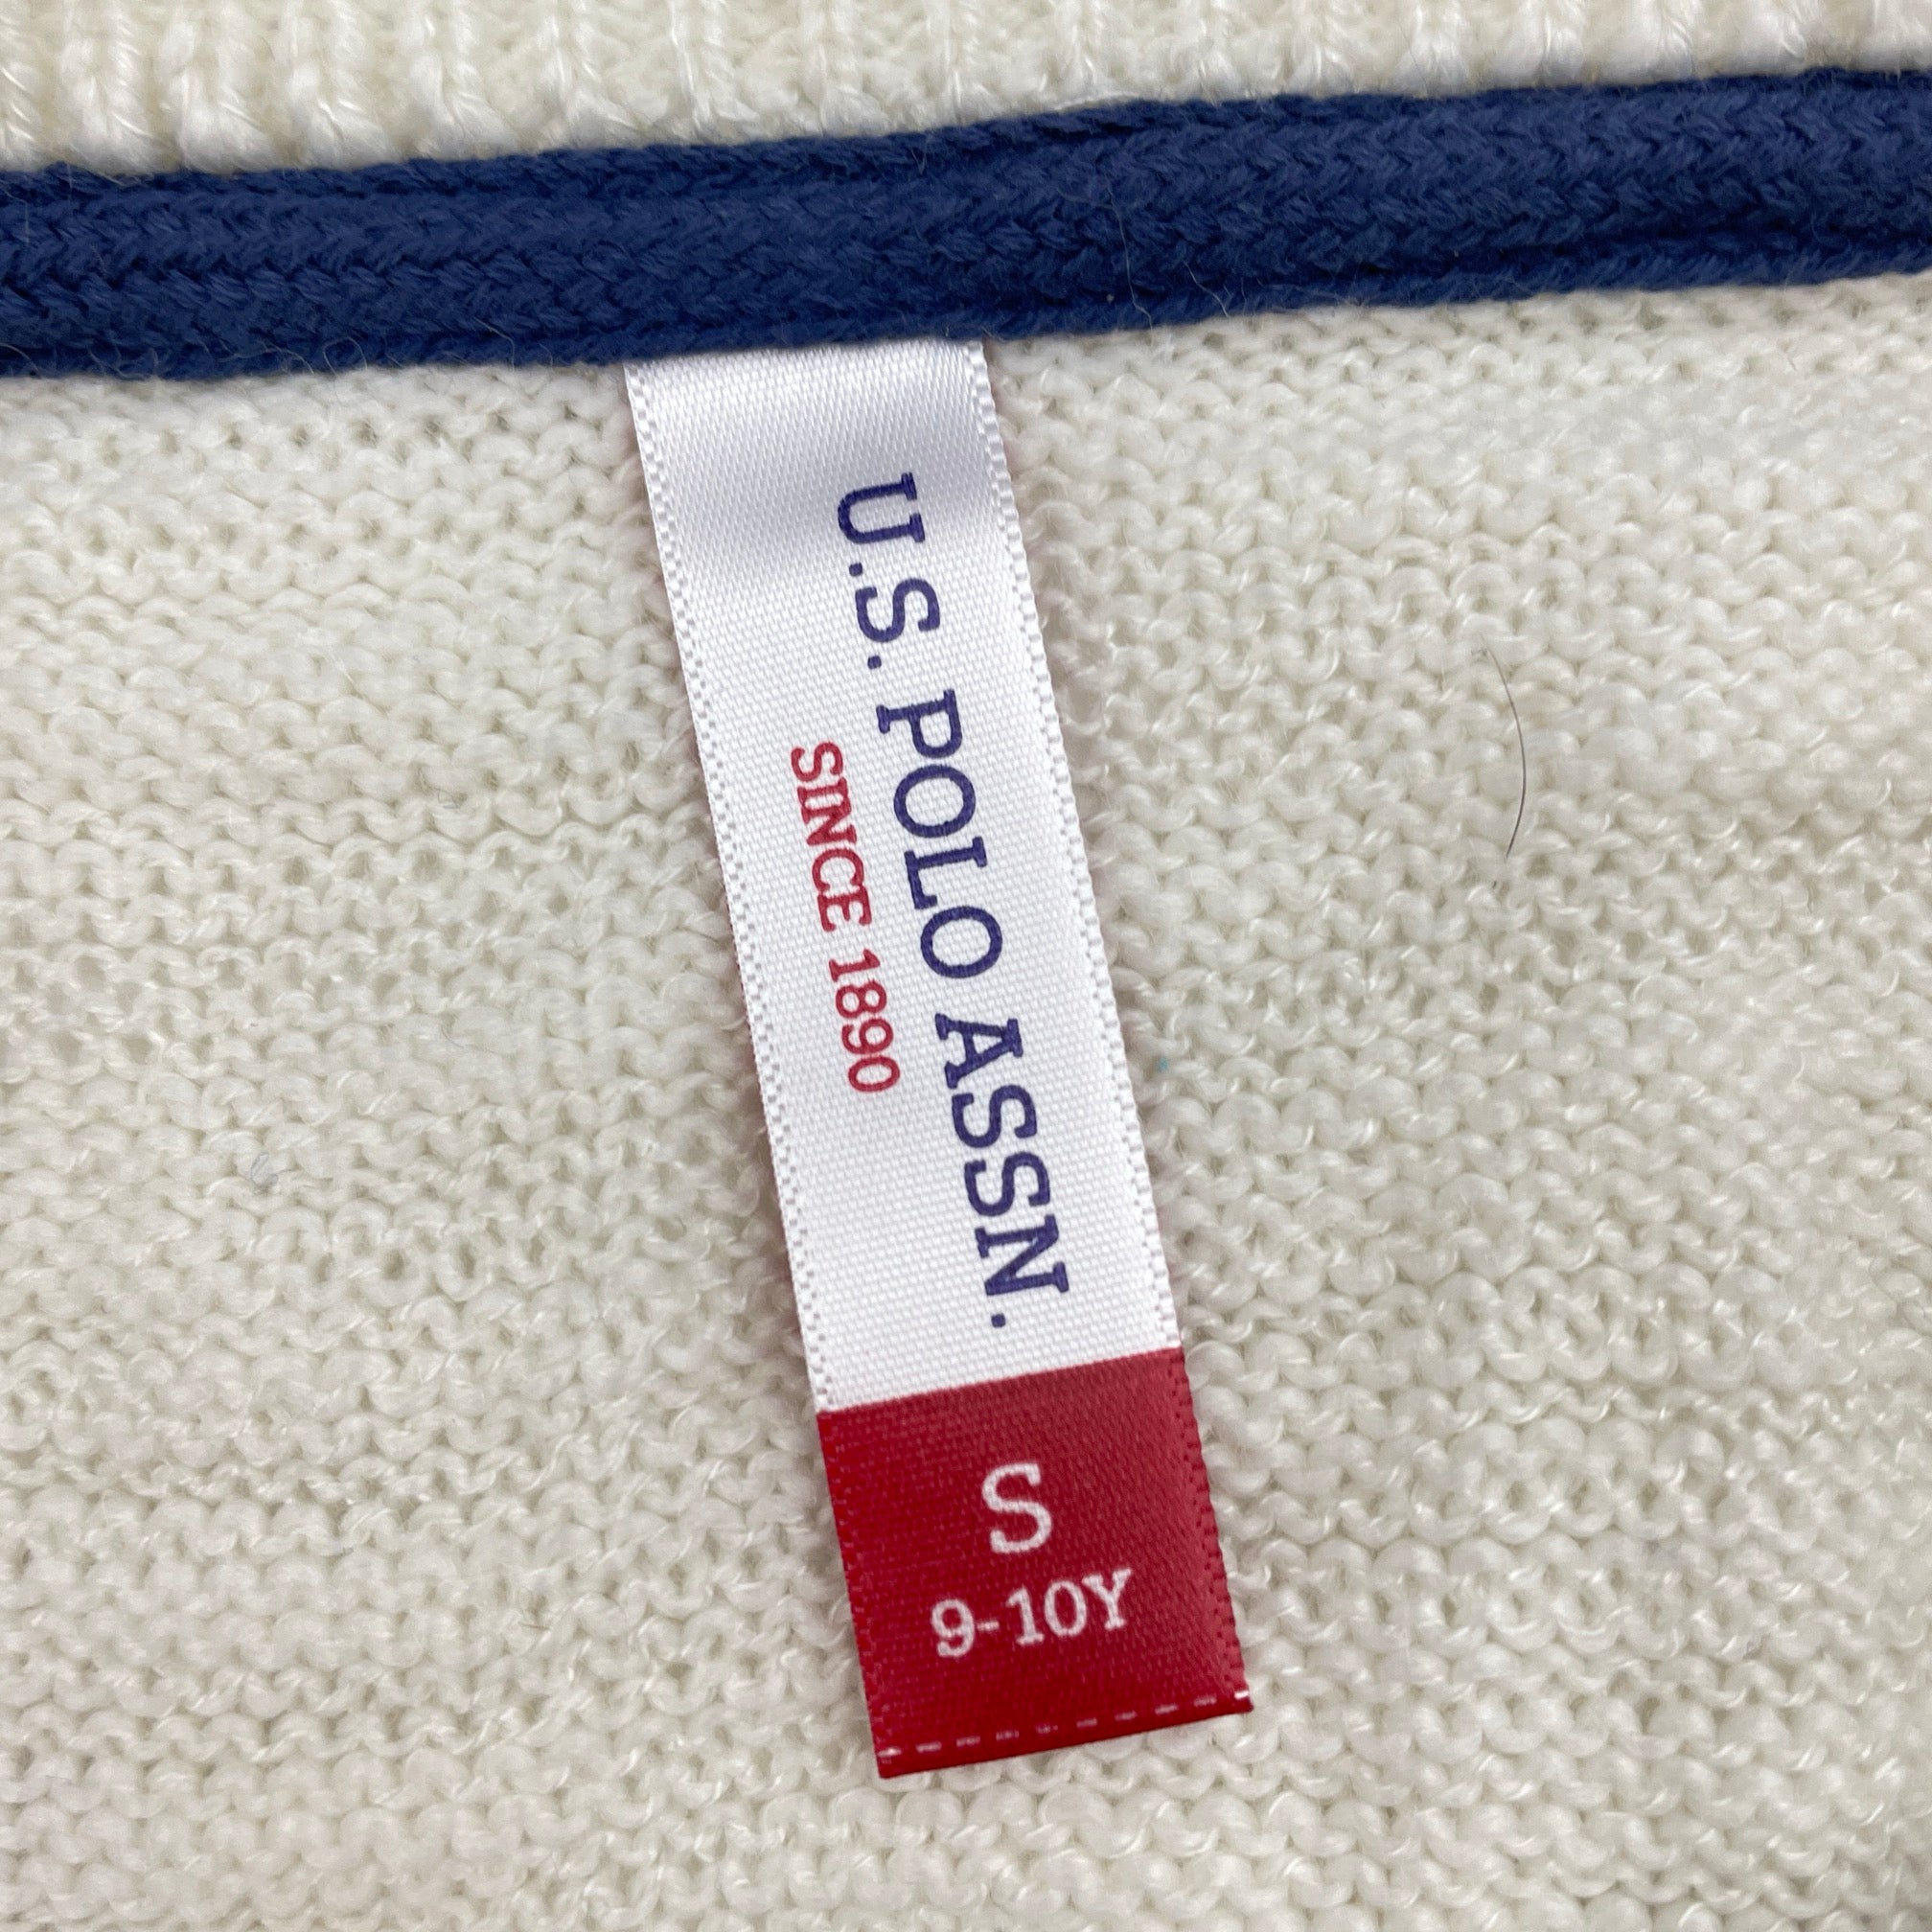 U.S. POLO ASSN.
SINCE 1890
S
9-10Y